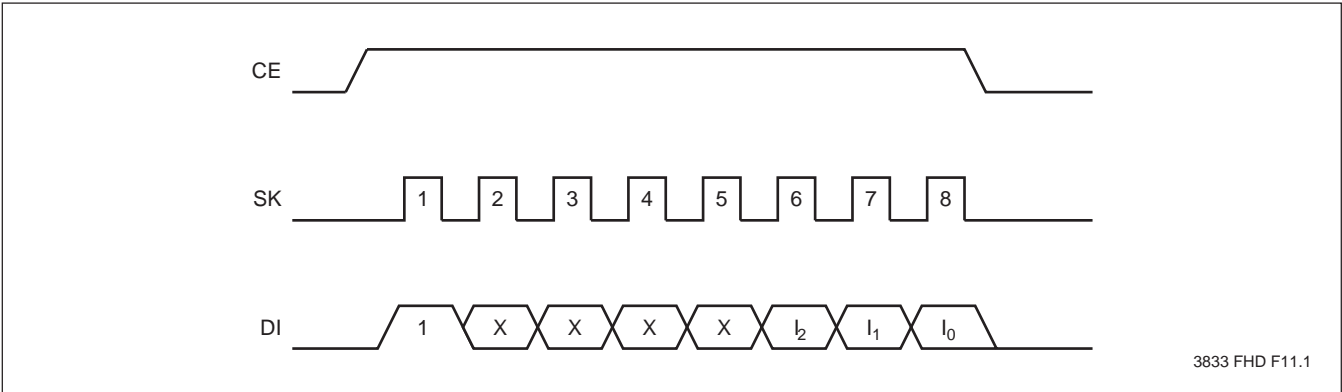 CE
SK 1 2 3 4 5 6 7 8
DI 1 X X X X I2 I1 I0
3833 FHD F11.1